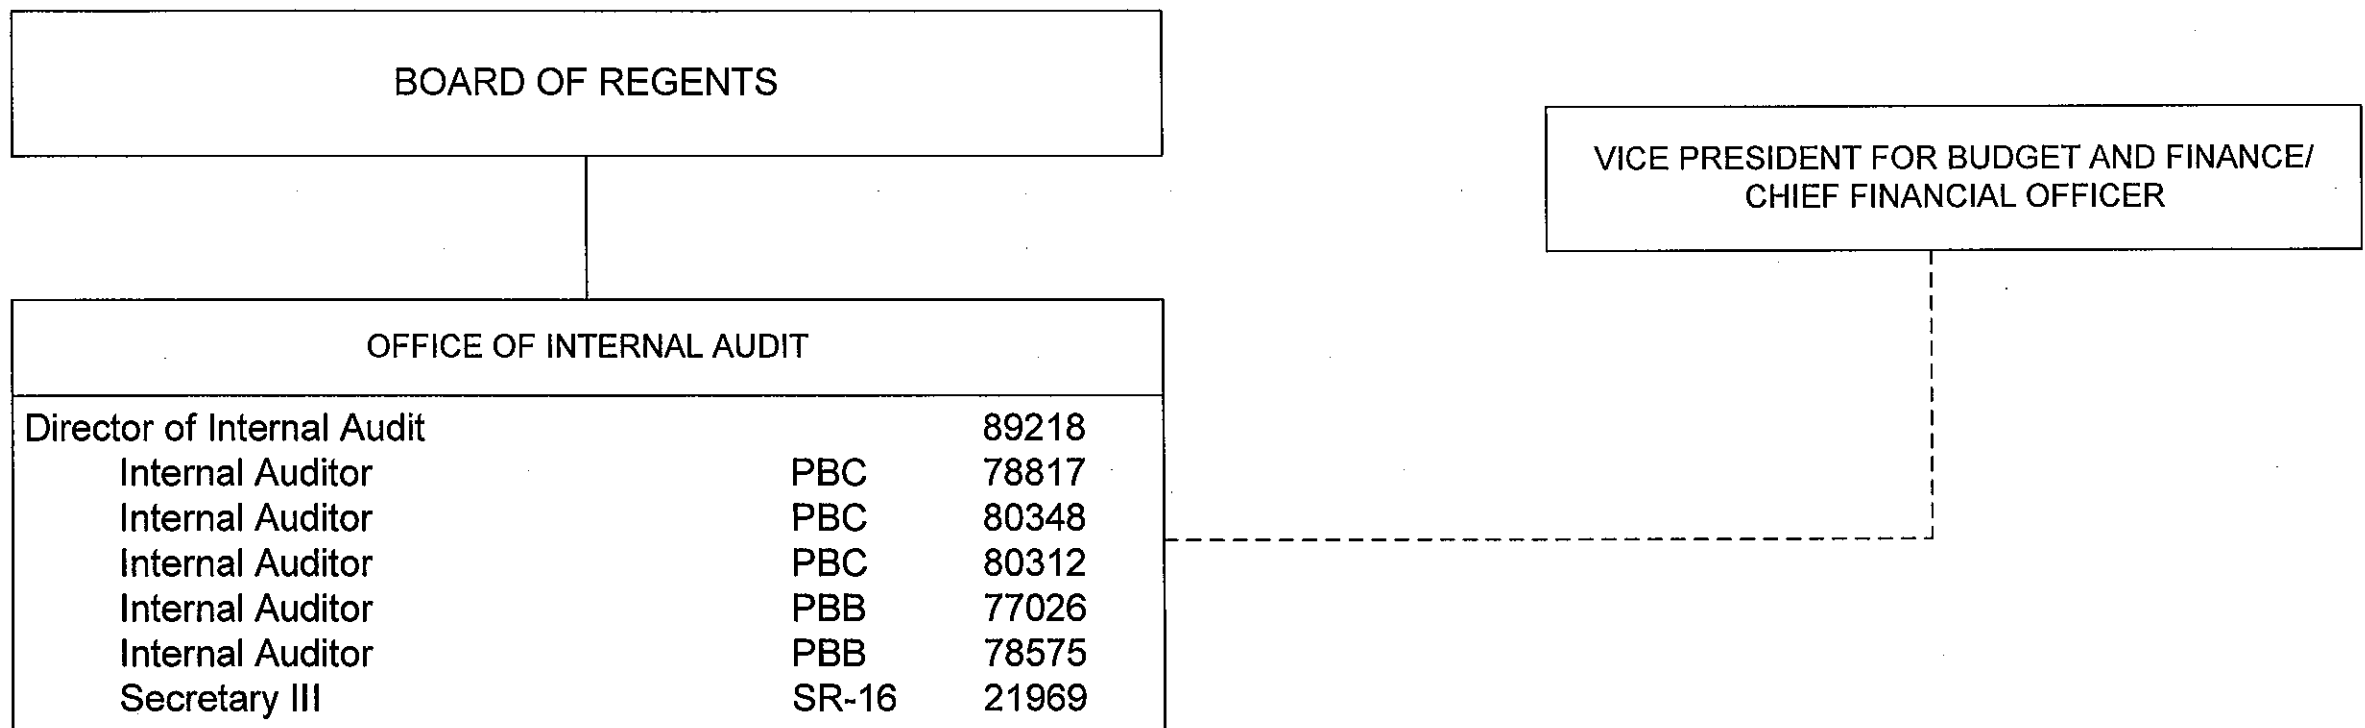 BOARD OF REGENTS
VICE PRESIDENT FOR BUDGET AND FINANCE/
CHIEF FINANCIAL OFFICER
OFFICE OF INTERNAL AUDIT
Director of Internal Audit 89218
Internal Auditor PBC 78817
Internal Auditor PBC 80348
Internal Auditor PBC 80312
Internal Auditor PBB 77026
Internal Auditor PBB 78575
Secretary III SR-16 21969